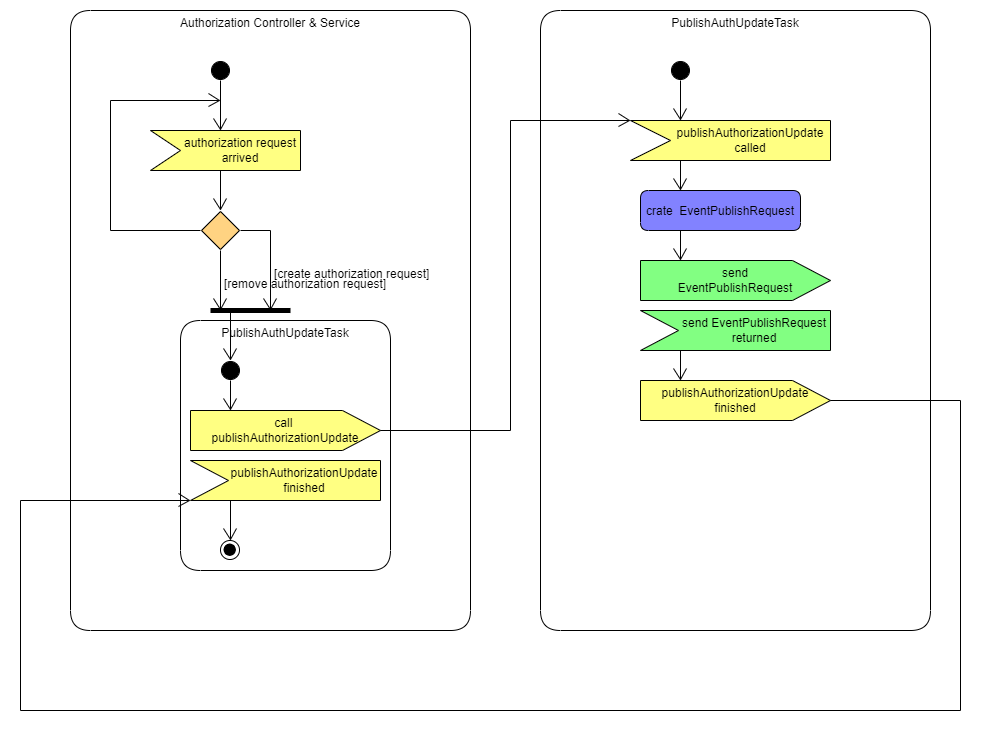 Authorization Controller & Service
authorization request
arrived
[create authorization request]
[remove authorization request]
PublishAuthUpdateTask
call
publishAuthorizationUpdate
publishAuthorizationUpdate
finished
PublishAuthUpdateTask
publishAuthorizationUpdate
called
crate EventPublishRequest
send
EventPublishRequest
send EventPublishRequest
returned
publishAuthorizationUpdate
finished